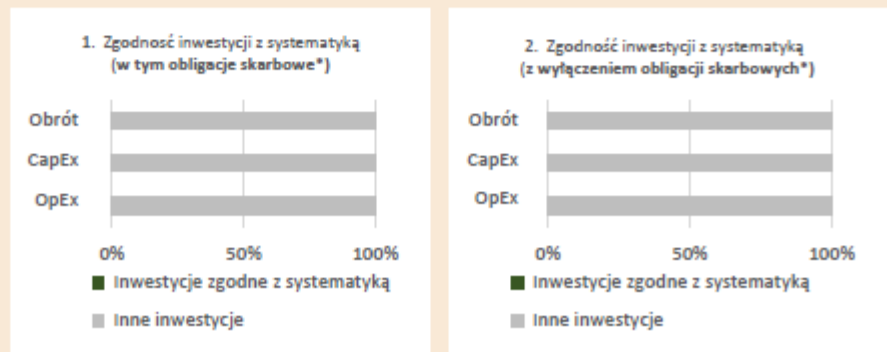 1. Zgodnosć inwestycji z systematyką
(w tym obligacje skarbowe*)
Obrót
CapEx
OpEx
0% 50% 100%
Inwestycje zgodne z systematyką
Inne inwestycje
2. Zgodność inwestycji z systematyką
(z wyłączeniem obligacji skarbowych*)
Obrót
CapEx
OpEx
0% 50% 100%
Inwestycje zgodne z systematyką
Inne inwestycje